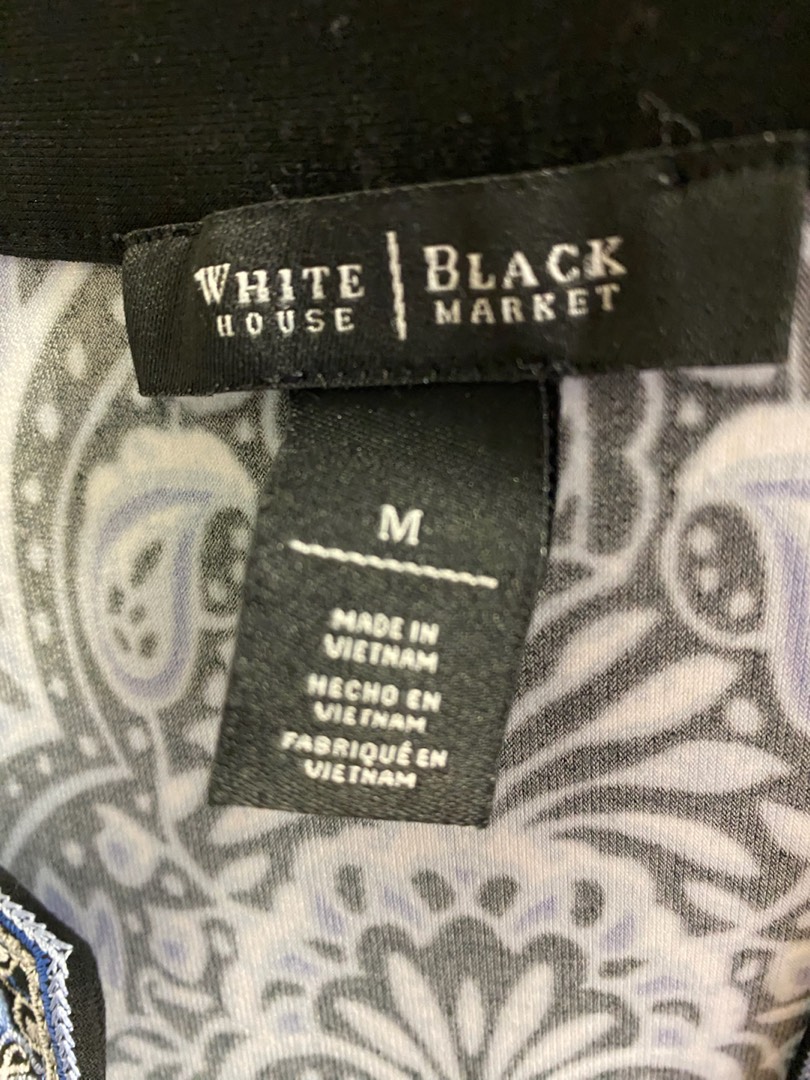 WHITE | BLACK
HOUSE | MARKET
M
MADE IN
VIETNAM
HECHO EN
VIETNAM
FABRIQUÉ EN
VIETNAM